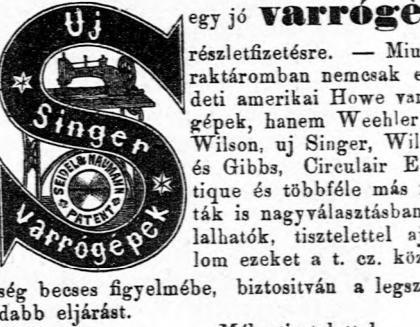 Uj
Singer
varrógépek
SEIDEL & NAUMANN
PATENT
egy jó varrógé
részletfizetésre. — Miu
raktáromban nemcsak e
deti amerikai Howe var
gépek, hanem Weehler
Wilson, uj Singer, Wil
és Gibbs, Circulair E
tique és többféle más
ták is nagyválasztásban
lalhatók, tisztelettel a
lom ezeket a t. cz. köz
ség becses figyelmébe, biztositván a legsz
dabb eljárást.